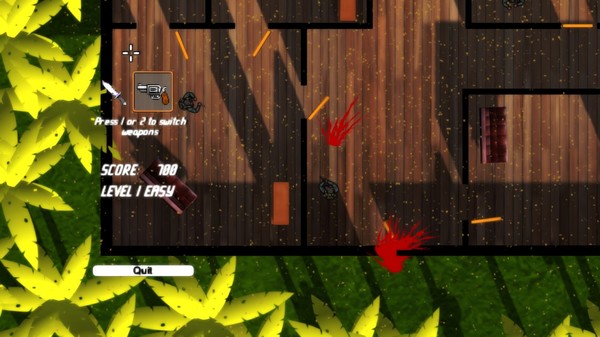 Press 1 or 2 to switch
weapons
SCORE 700
LEVEL 1 EASY
Quit